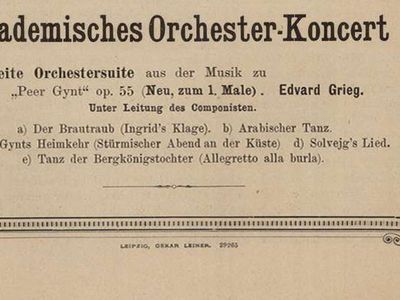 ademisches Orchester-Koncert
eite Orchestersuite aus der Musik zu
„Peer Gynt“ op. 55 (Neu, zum 1. Male). Edvard Grieg.
Unter Leitung des Componisten.
a) Der Brautraub (Ingrid's Klage). b) Arabischer Tanz.
Gynts Heimkehr (Stürmischer Abend an der Küste) d) Solvejg's Lied.
e) Tanz der Bergkönigstochter (Allegretto alla burla).
LEIPZIG, OSKAR LEINER. 29265